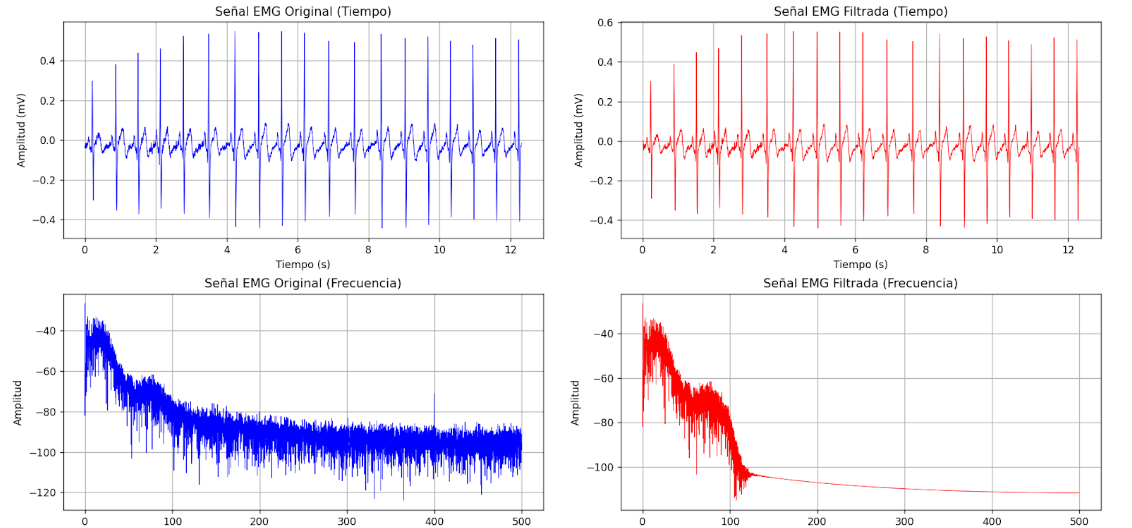 Señal EMG Original (Tiempo)
Amplitud (mV)
0.4
0.2
0.0
−0.2
−0.4
0 2 4 6 8 10 12
Tiempo (s)
Señal EMG Filtrada (Tiempo)
Amplitud (mV)
0.6
0.4
0.2
0.0
−0.2
−0.4
0 2 4 6 8 10 12
Tiempo (s)
Señal EMG Original (Frecuencia)
Amplitud
−40
−60
−80
−100
−120
0 100 200 300 400 500
Señal EMG Filtrada (Frecuencia)
Amplitud
−40
−60
−80
−100
0 100 200 300 400 500